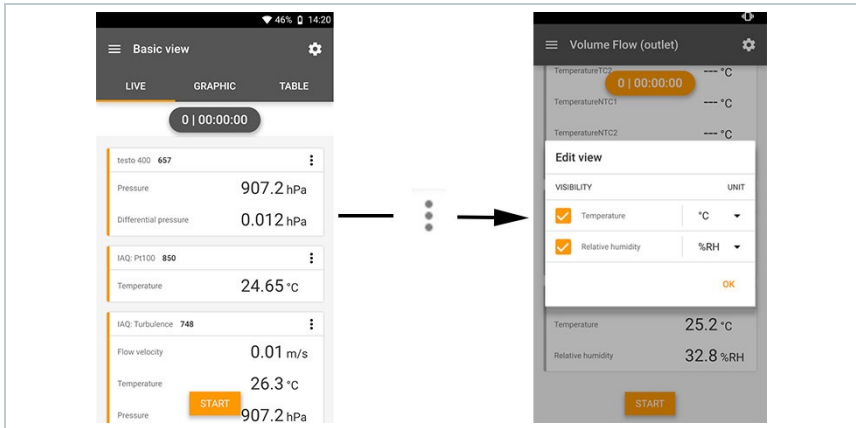 46% 14:20
Basic view
LIVE GRAPHIC TABLE
0 | 00:00:00
testo 400 657
Pressure 907.2 hPa
Differential pressure 0.012 hPa
IAQ: Pt100 850
Temperature 24.65 °C
IAQ: Turbulence 748
Flow velocity 0.01 m/s
Temperature 26.3 °C
START
Pressure 907.2 hPa
Volume Flow (outlet)
TemperatureTC2 --- °C
0 | 00:00:00
TemperatureNTC1 --- °C
TemperatureNTC2 --- °C
Edit view
VISIBILITY UNIT
Temperature °C
Relative humidity %RH
OK
Temperature 25.2 °C
Relative humidity 32.8 %RH
START